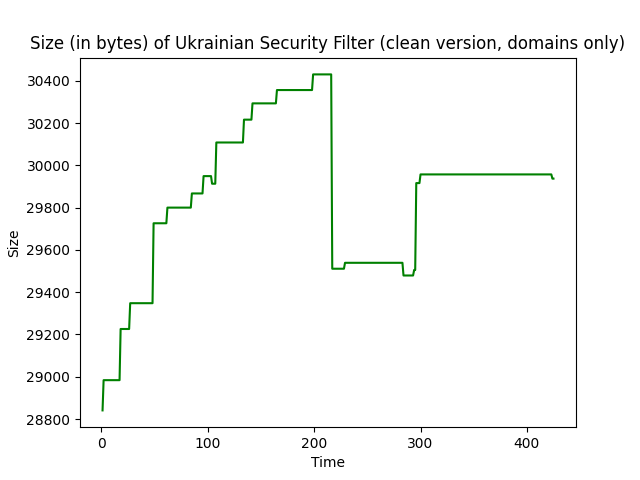 Size (in bytes) of Ukrainian Security Filter (clean version, domains only)
30400
30200
30000
29800
29600
29400
29200
29000
28800
Size
0 100 200 300 400
Time